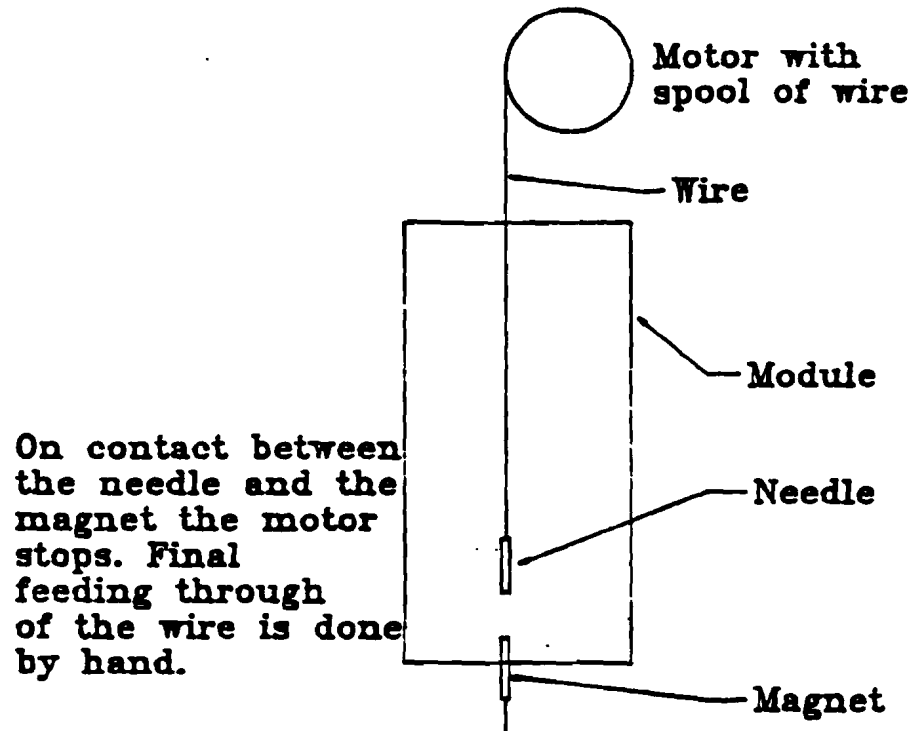 Motor with
spool of wire
Wire
Module
On contact between
the needle and the
magnet the motor
stops. Final
feeding through
of the wire is done
by hand.
Needle
Magnet